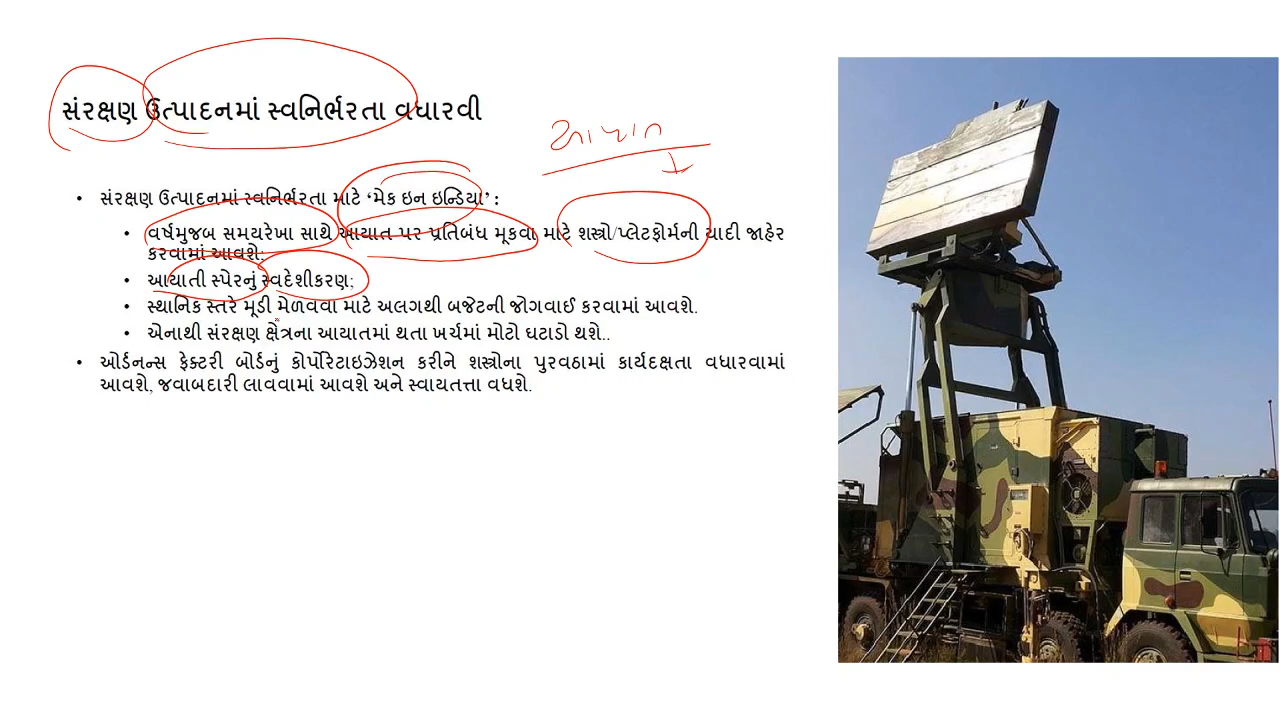 સંરક્ષણ ઉત્પાદનમાં સ્વનિર્ભરતા વધારવી
આયાત
• સંરક્ષણ ઉત્પાદનમાં સ્વનિર્ભરતા માટે ‘મેક ઇન ઇન્ડિયા’ :
• વર્ષમુજબ સમયરેખા સાથે આયાત પર પ્રતિબંધ મૂકવા માટે શસ્ત્રો/પ્લેટફોર્મની યાદી જાહેર
કરવામાં આવશે;
• આયાતી સ્પેરનું સ્વદેશીકરણ;
• સ્થાનિક સ્તરે મૂડી મેળવવા માટે અલગથી બજેટની જોગવાઈ કરવામાં આવશે.
• એનાથી સંરક્ષણ ક્ષેત્રના આયાતમાં થતા ખર્ચમાં મોટો ઘટાડો થશે..
• ઓર્ડનન્સ ફેક્ટરી બોર્ડનું કોર્પોરેટાઇઝેશન કરીને શસ્ત્રોના પુરવઠામાં કાર્યદક્ષતા વધારવામાં
આવશે, જવાબદારી લાવવામાં આવશે અને સ્વાયતત્તા વધશે.